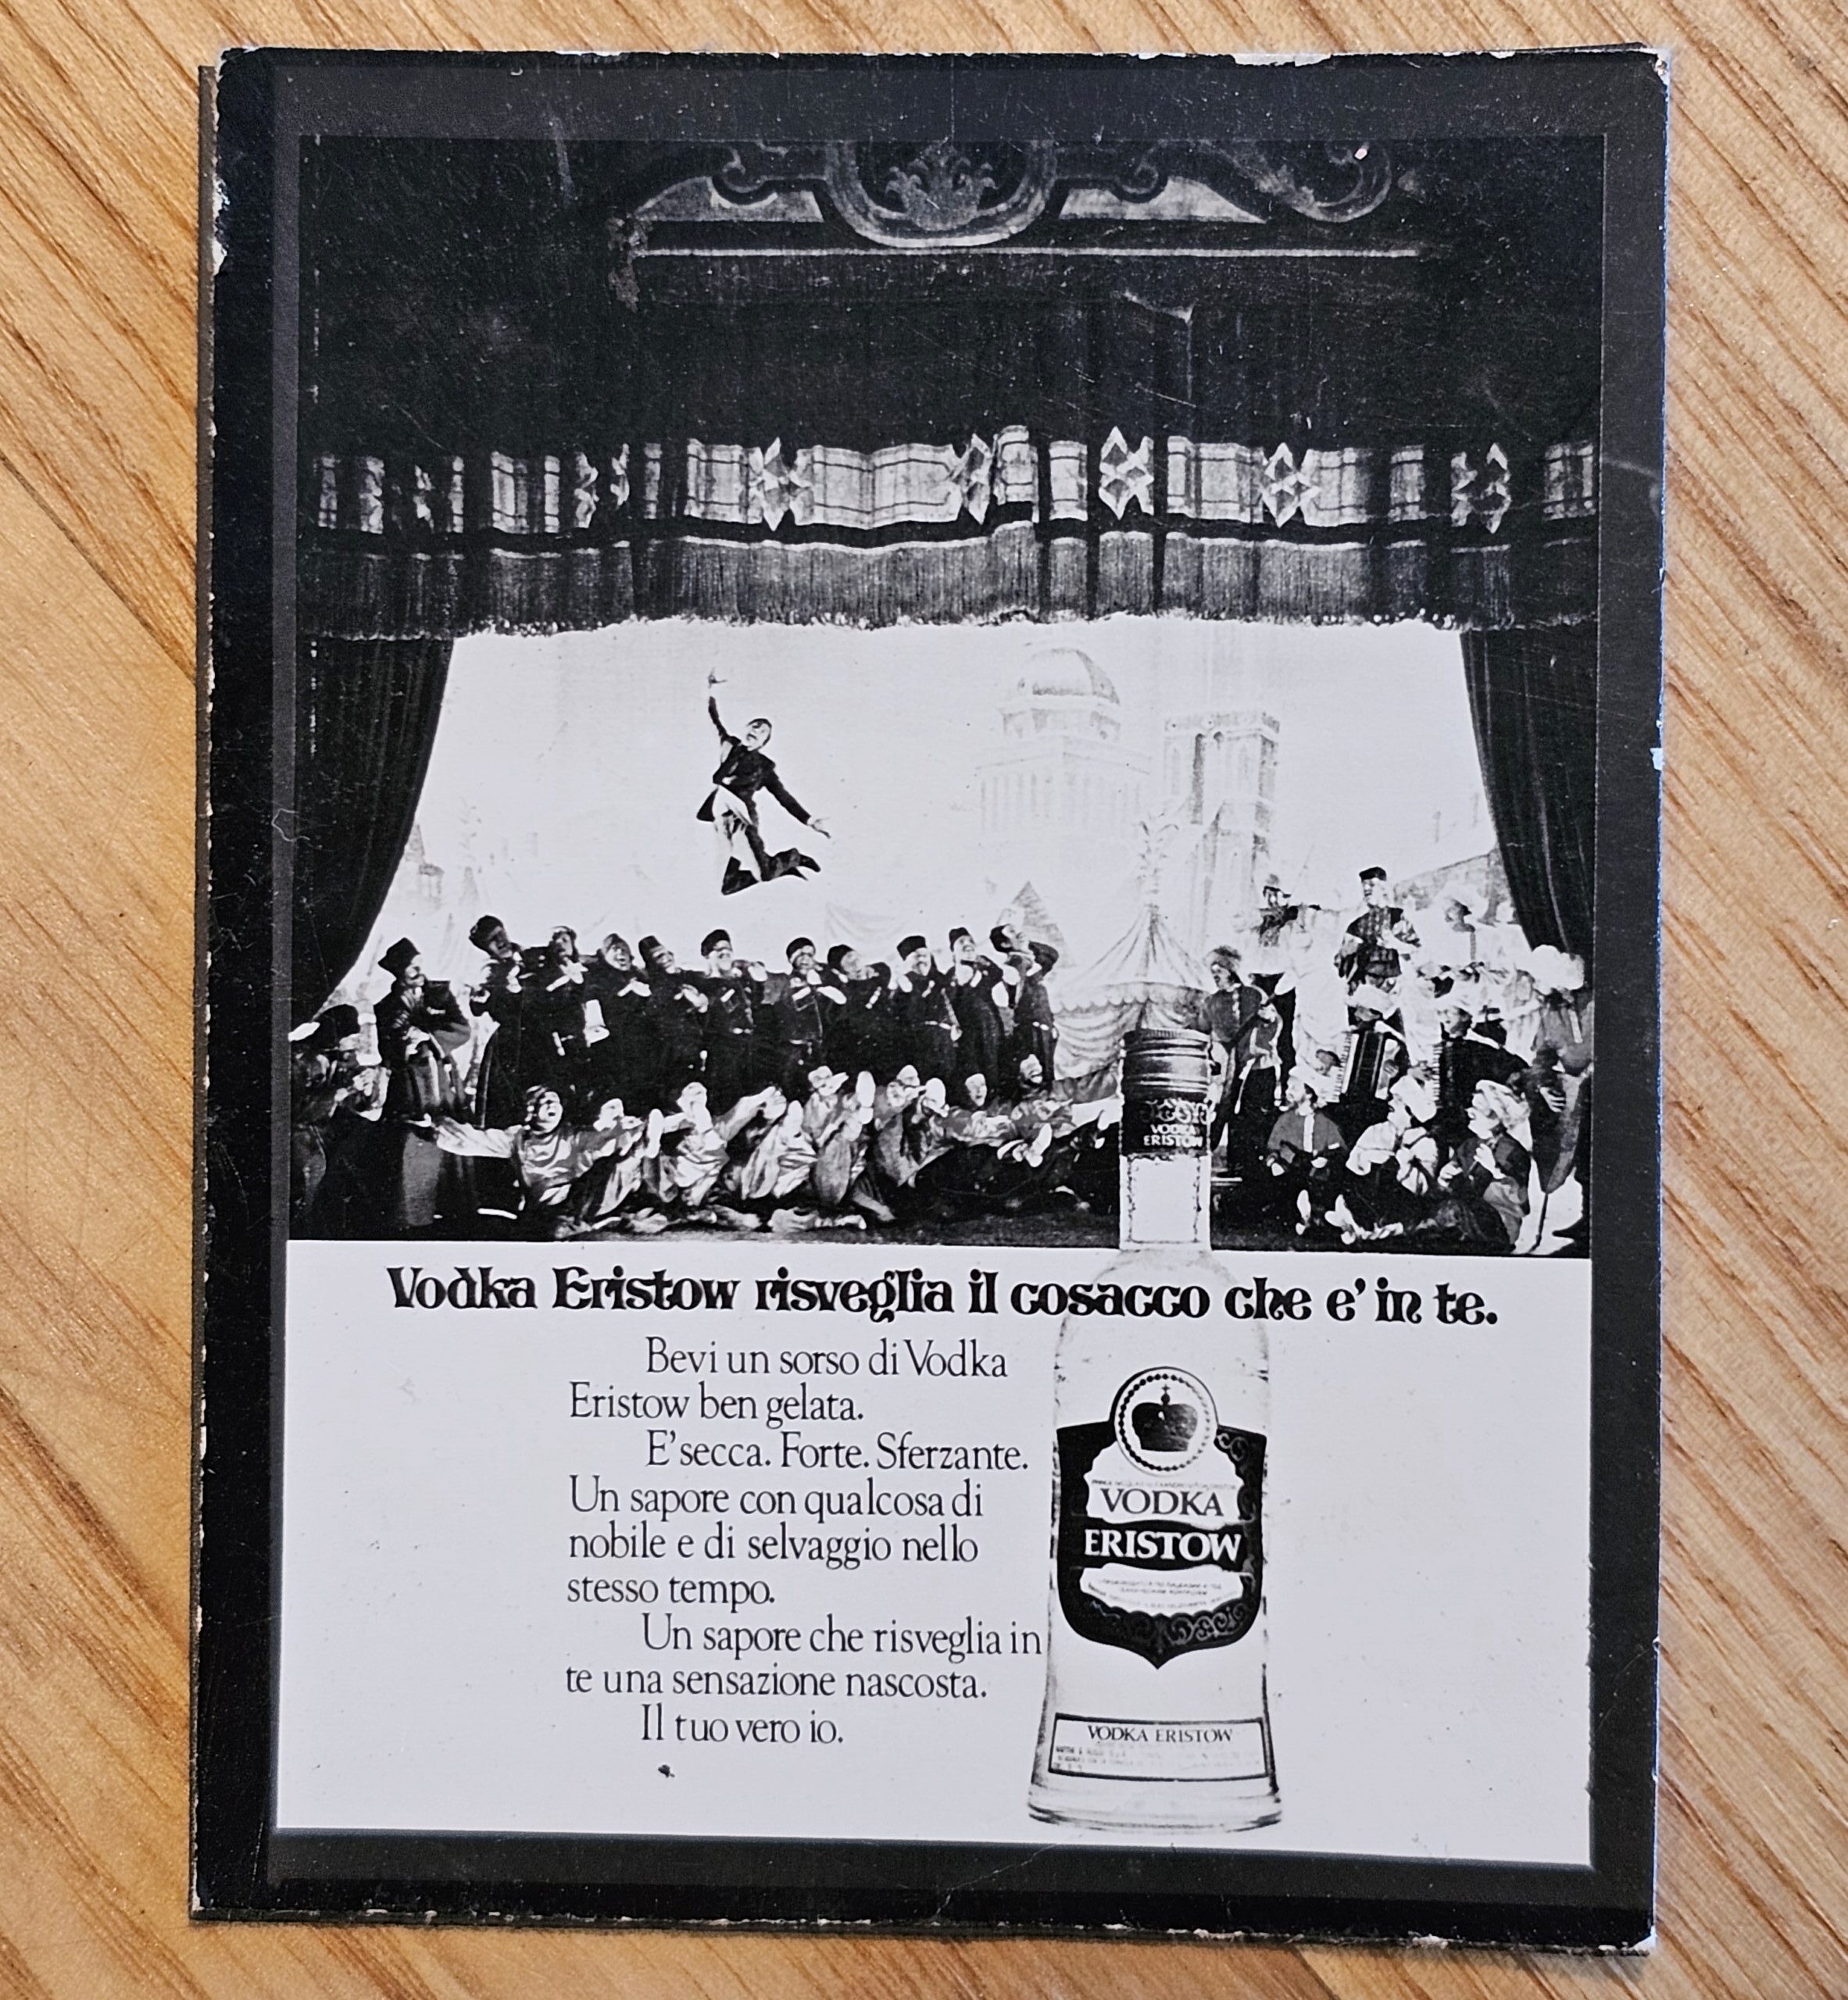 VODKA
ERISTOW
Vodka Eristow risveglia il cosacco che e' in te.
Bevi un sorso di Vodka
Eristow ben gelata.
E' secca. Forte. Sferzante.
Un sapore con qualcosa di
nobile e di selvaggio nello
stesso tempo.
Un sapore che risveglia in
te una sensazione nascosta.
Il tuo vero io.
VODKA
ERISTOW
VODKA ERISTOW